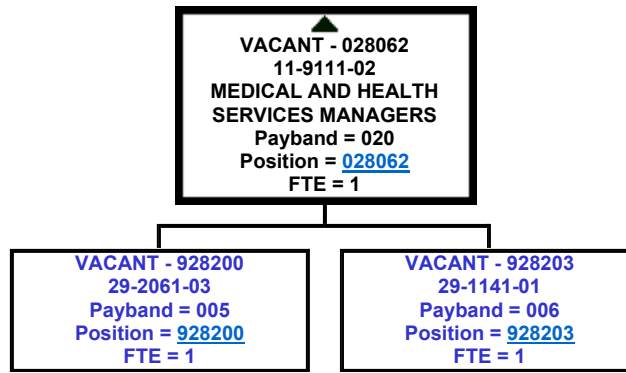 VACANT - 028062
11-9111-02
MEDICAL AND HEALTH
SERVICES MANAGERS
Payband = 020
Position = 028062
FTE = 1
VACANT - 928200
29-2061-03
Payband = 005
Position = 928200
FTE = 1
VACANT - 928203
29-1141-01
Payband = 006
Position = 928203
FTE = 1